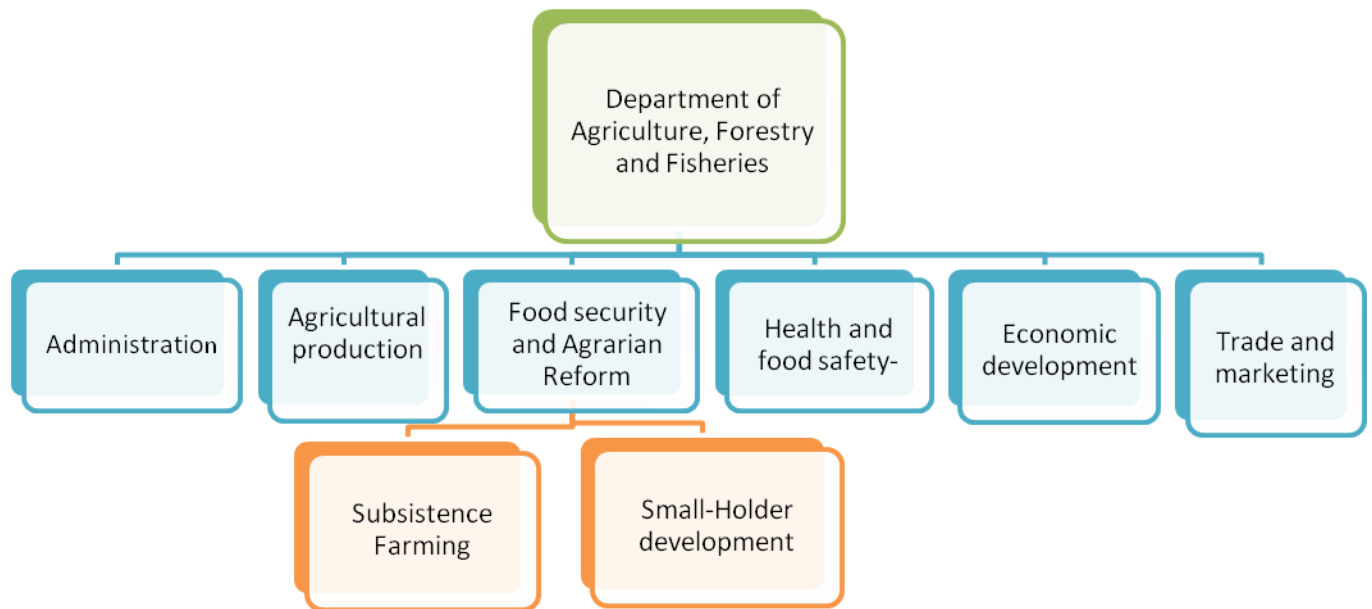 Department of
Agriculture, Forestry
and Fisheries
Administration
Agricultural
production
Food security
and Agrarian
Reform
Health and
food safety-
Economic
development
Trade and
marketing
Subsistence
Farming
Small-Holder
development